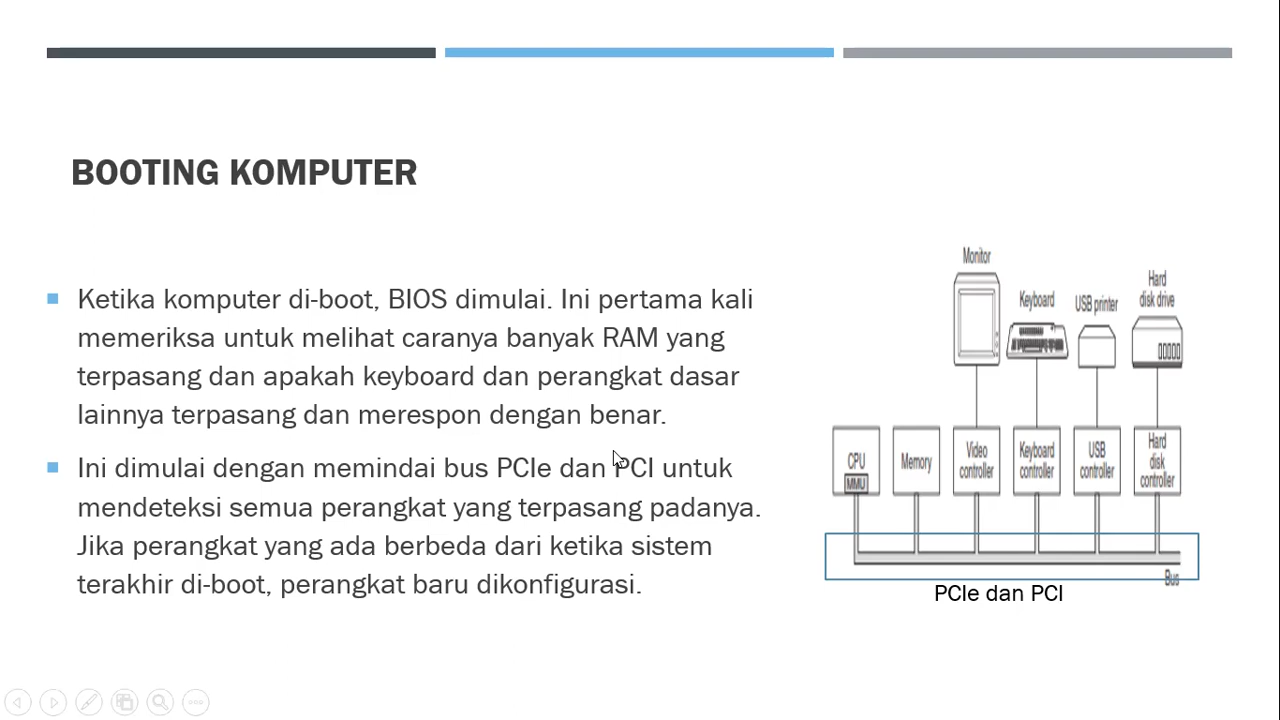 BOOTING KOMPUTER
Ketika komputer di-boot, BIOS dimulai. Ini pertama kali
memeriksa untuk melihat caranya banyak RAM yang
terpasang dan apakah keyboard dan perangkat dasar
lainnya terpasang dan merespon dengan benar.
Ini dimulai dengan memindai bus PCIe dan PCI untuk
mendeteksi semua perangkat yang terpasang padanya.
Jika perangkat yang ada berbeda dari ketika sistem
terakhir di-boot, perangkat baru dikonfigurasi.
Monitor
Keyboard
USB printer
Hard
disk drive
CPU
MMU
Memory
Video
controller
Keyboard
controller
USB
controller
Hard
disk
controller
Bus
PCIe dan PCI